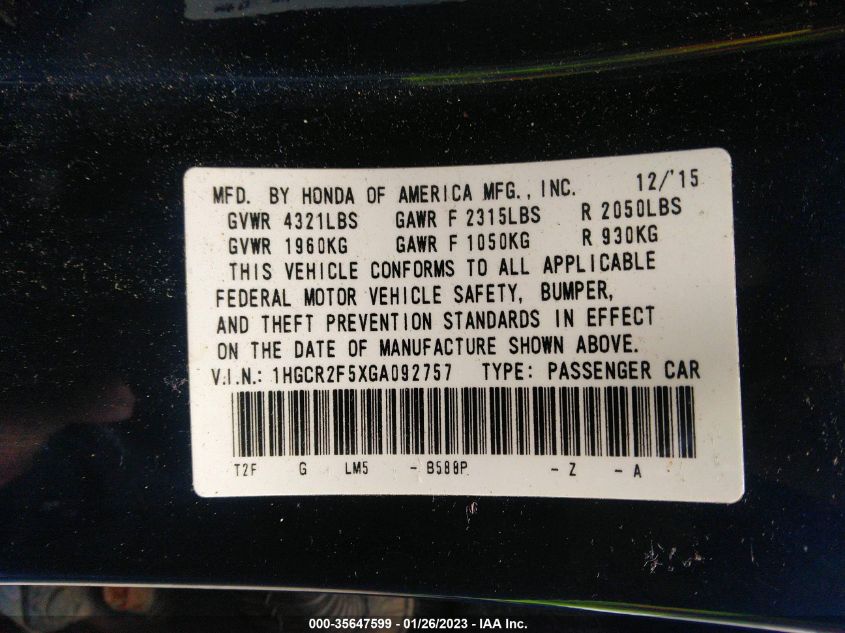 MFD. BY HONDA OF AMERICA MFG., INC. 12/'15
GVWR 4321LBS GAWR F 2315LBS R 2050LBS
GVWR 1960KG GAWR F 1050KG R 930KG
THIS VEHICLE CONFORMS TO ALL APPLICABLE
FEDERAL MOTOR VEHICLE SAFETY, BUMPER,
AND THEFT PREVENTION STANDARDS IN EFFECT
ON THE DATE OF MANUFACTURE SHOWN ABOVE.
V.I.N.: 1HGCR2F5XGA092757 TYPE: PASSENGER CAR
T2F G LM5 - B588P - Z - A
000-35647599 - 01/26/2023 - IAA Inc.